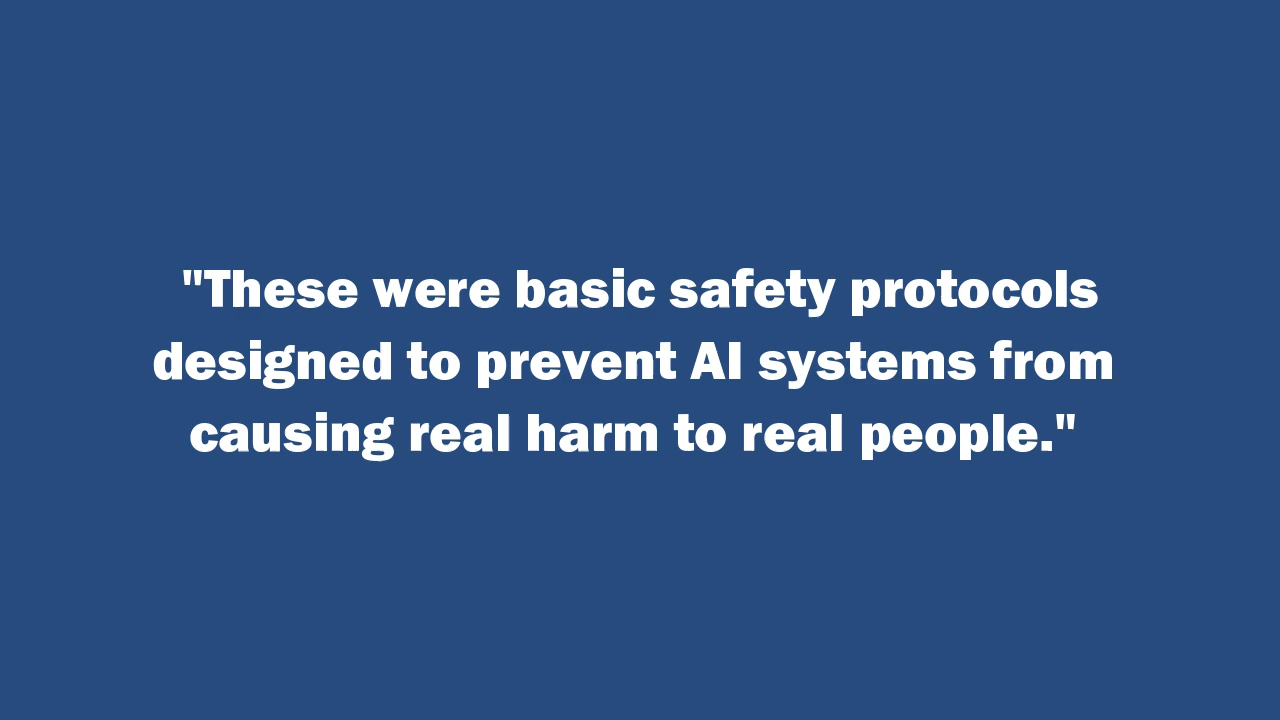 "These were basic safety protocols
designed to prevent AI systems from
causing real harm to real people."